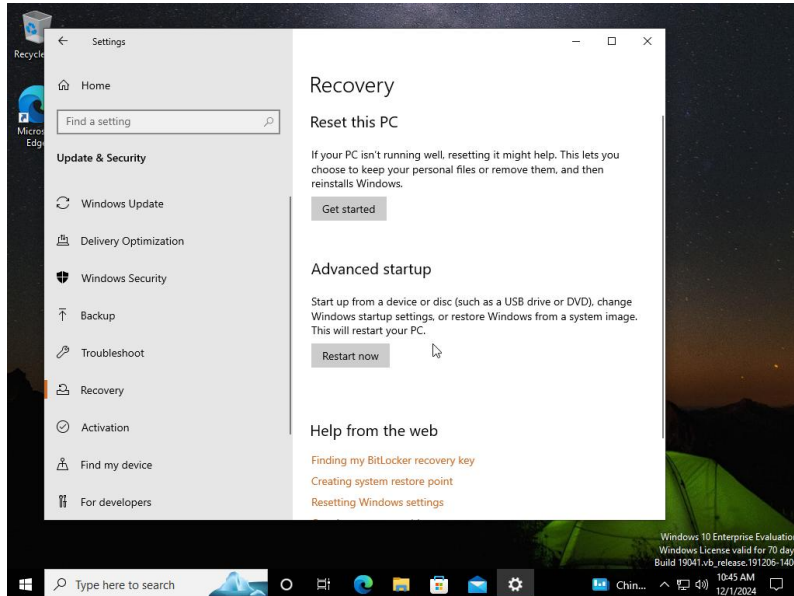 Recycle
Micros
Edg
Settings
Home
Find a setting
Update & Security
Windows Update
Delivery Optimization
Windows Security
Backup
Troubleshoot
Recovery
Activation
Find my device
For developers
Recovery
Reset this PC
If your PC isn't running well, resetting it might help. This lets you
choose to keep your personal files or remove them, and then
reinstalls Windows.
Get started
Advanced startup
Start up from a device or disc (such as a USB drive or DVD), change
Windows startup settings, or restore Windows from a system image.
This will restart your PC.
Restart now
Help from the web
Finding my BitLocker recovery key
Creating system restore point
Resetting Windows settings
Windows 10 Enterprise Evaluatio
Windows License valid for 70 day
Build 19041.vb_release.191206-140
Type here to search
Chin...
10:45 AM
12/1/2024